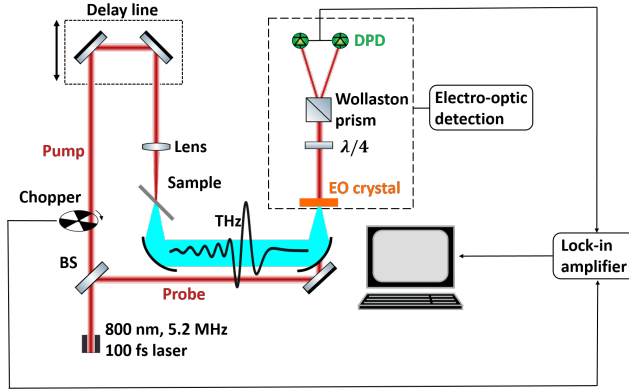 Delay line
DPD
Wollaston
prism
Electro-optic
detection
Pump
Lens
λ/4
Sample
EO crystal
Chopper
THz
BS
Lock-in
amplifier
Probe
800 nm, 5.2 MHz
100 fs laser